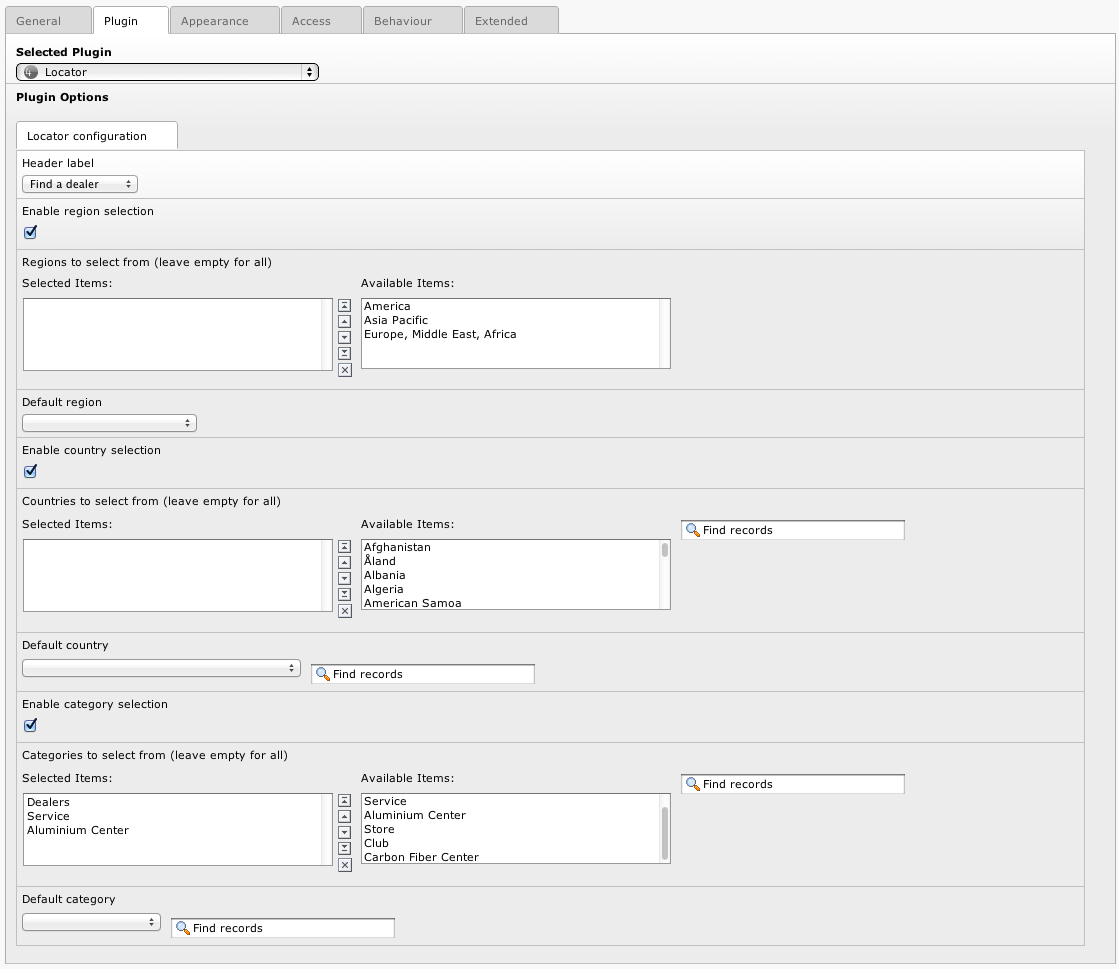 General Plugin Appearance Access Behaviour Extended
Selected Plugin
Locator
Plugin Options
Locator configuration
Header label
Find a dealer
Enable region selection
Regions to select from (leave empty for all)
Selected Items: Available Items:
America
Asia Pacific
Europe, Middle East, Africa
Default region
Enable country selection
Countries to select from (leave empty for all)
Selected Items: Available Items:
Find records
Afghanistan
Åland
Albania
Algeria
American Samoa
Default country
Find records
Enable category selection
Categories to select from (leave empty for all)
Selected Items: Available Items:
Find records
Dealers Service
Service Aluminium Center
Aluminium Center Store
Club
Carbon Fiber Center
Default category
Find records